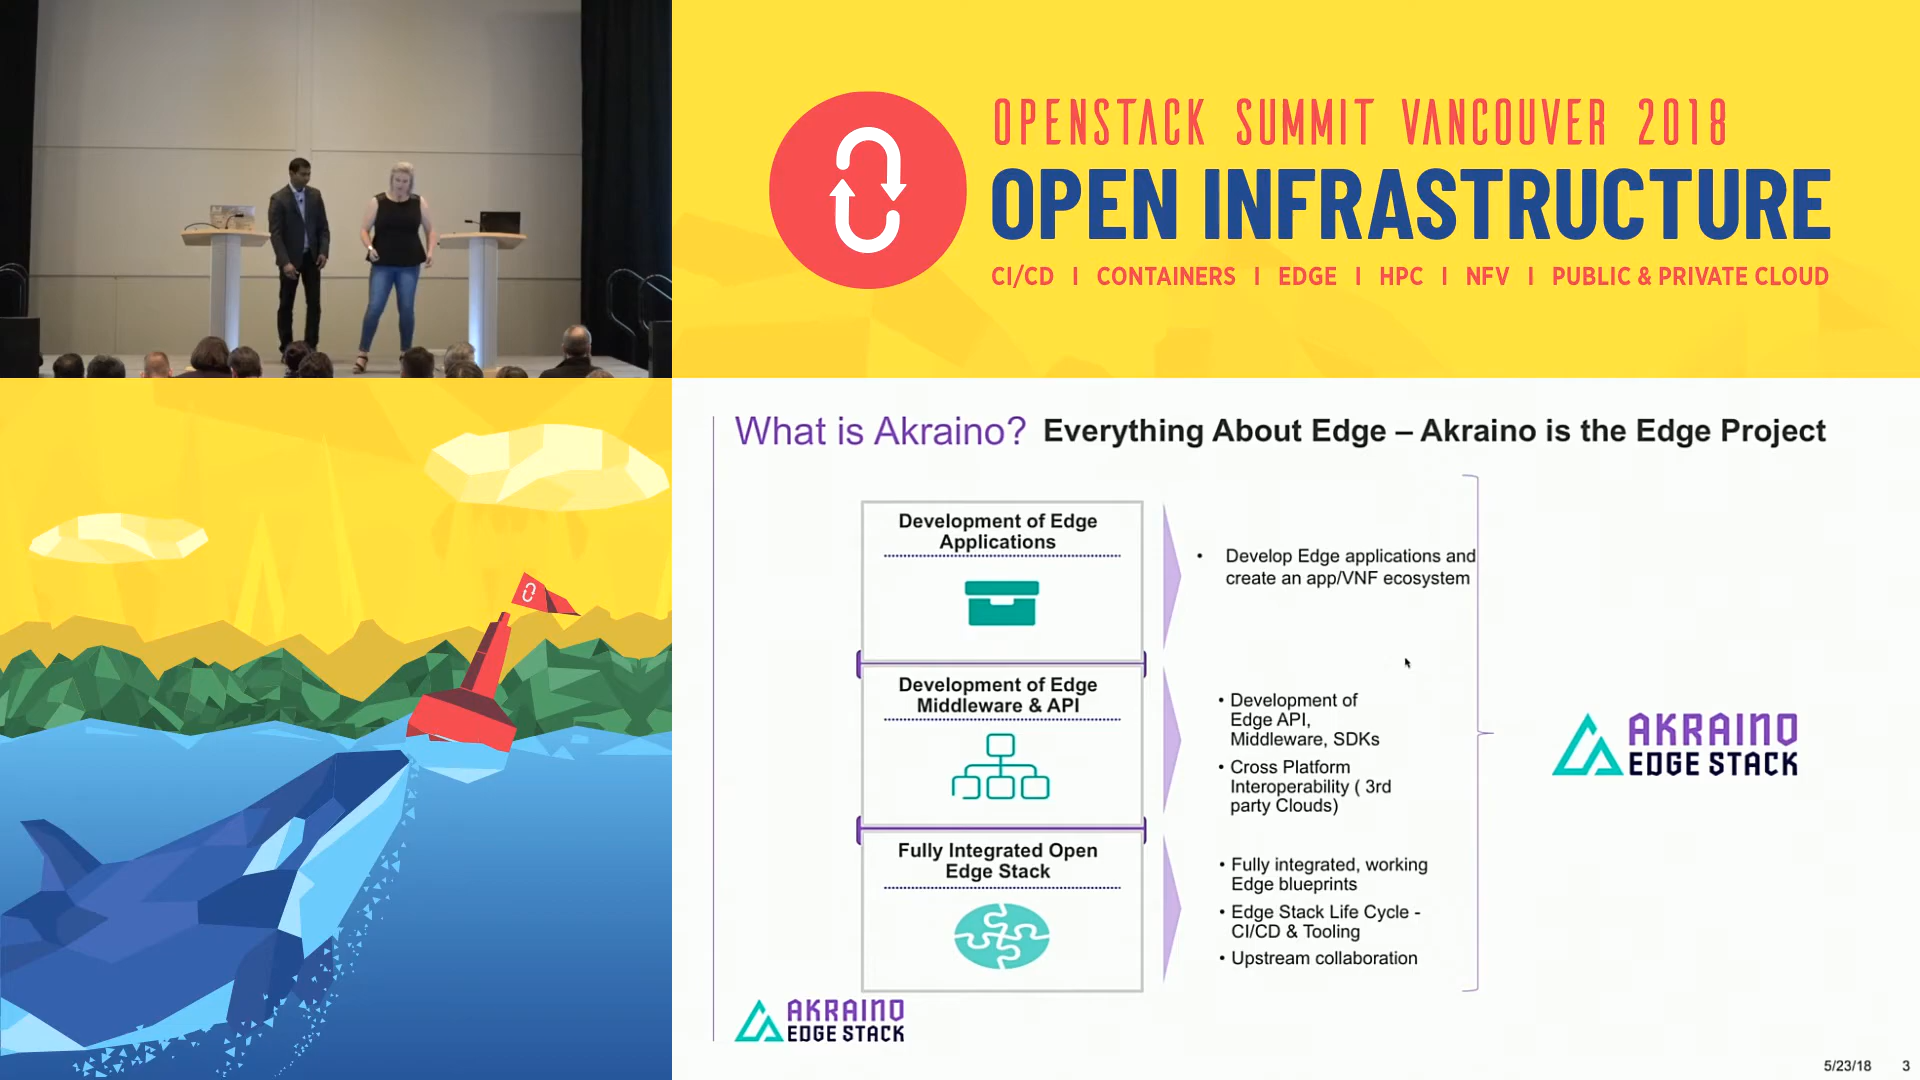 OPENSTACK SUMMIT VANCOUVER 2018
OPEN INFRASTRUCTURE
CI/CD I CONTAINERS I EDGE I HPC I NFV I PUBLIC & PRIVATE CLOUD
What is Akraino? Everything About Edge – Akraino is the Edge Project
Development of Edge
Applications
• Develop Edge applications and
create an app/VNF ecosystem
Development of Edge
Middleware & API
• Development of
Edge API,
Middleware, SDKs
• Cross Platform
Interoperability ( 3rd
party Clouds)
Fully Integrated Open
Edge Stack
• Fully integrated, working
Edge blueprints
• Edge Stack Life Cycle -
CI/CD & Tooling
• Upstream collaboration
AKRAINO
EDGE STACK
AKRAINO
EDGE STACK
5/23/18 3